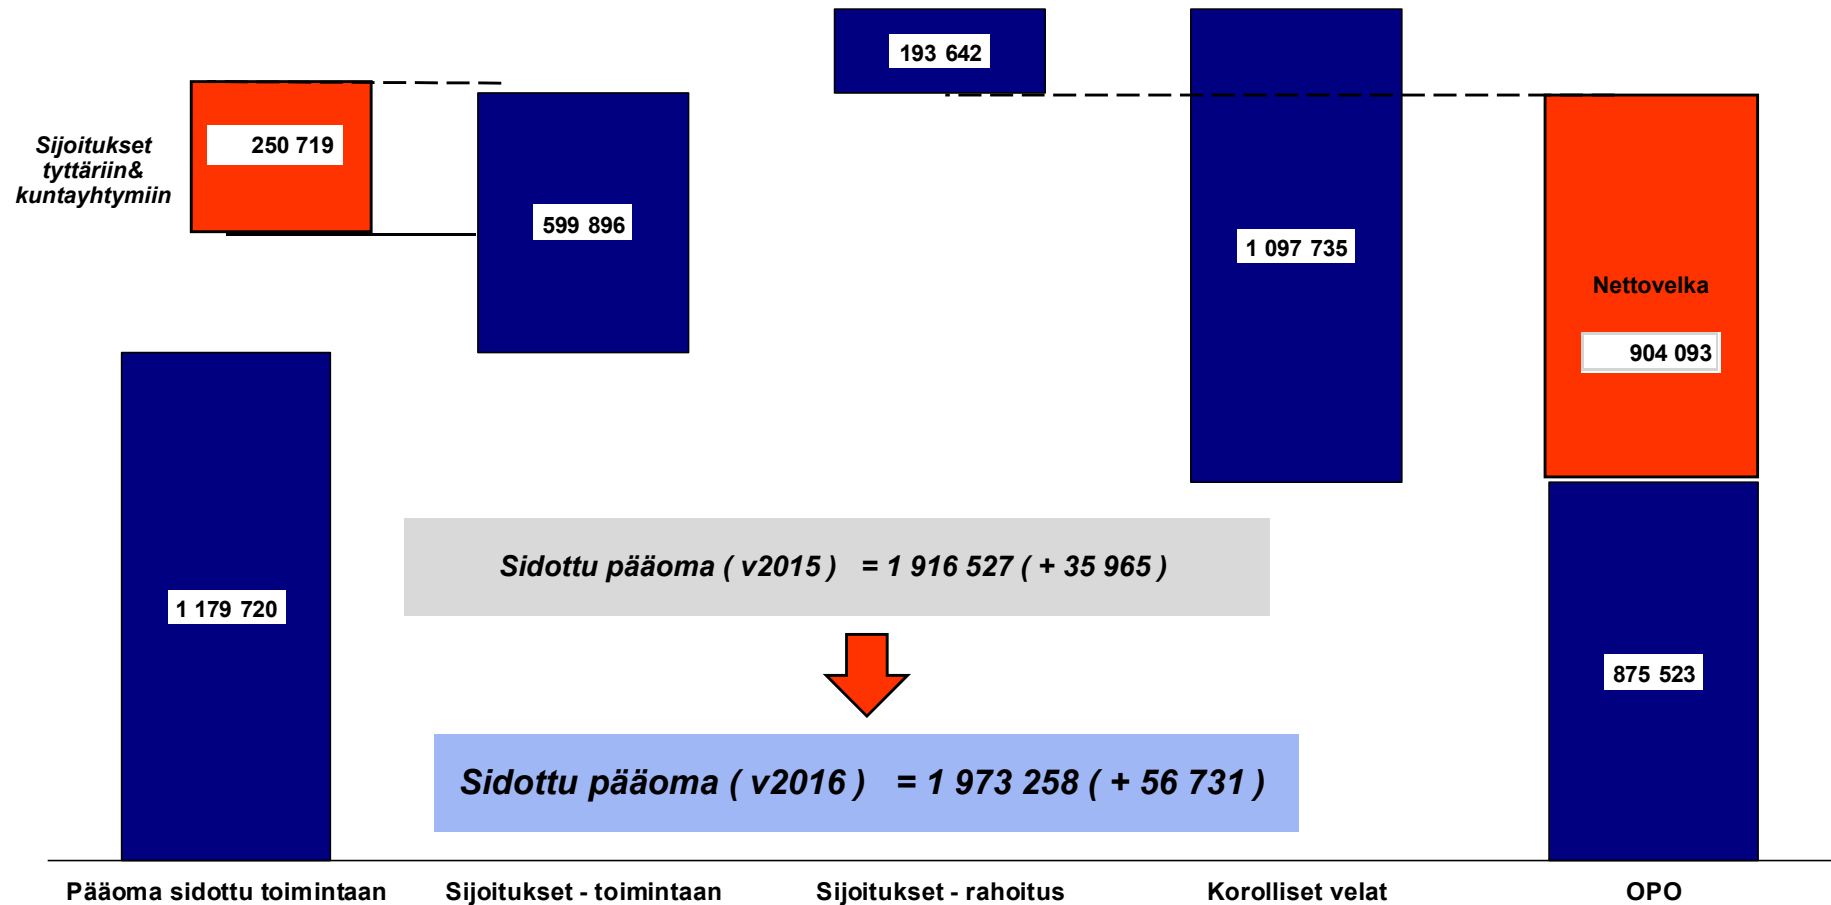 193 642
Sijoitukset
tyttäriin&
kuntayhtymiin
250 719
599 896
1 097 735
Nettovelka
904 093
Sidottu pääoma ( v2015 ) = 1 916 527 ( + 35 965 )
1 179 720
875 523
Sidottu pääoma ( v2016 ) = 1 973 258 ( + 56 731 )
Pääoma sidottu toimintaan
Sijoitukset - toimintaan
Sijoitukset - rahoitus
Korolliset velat
OPO